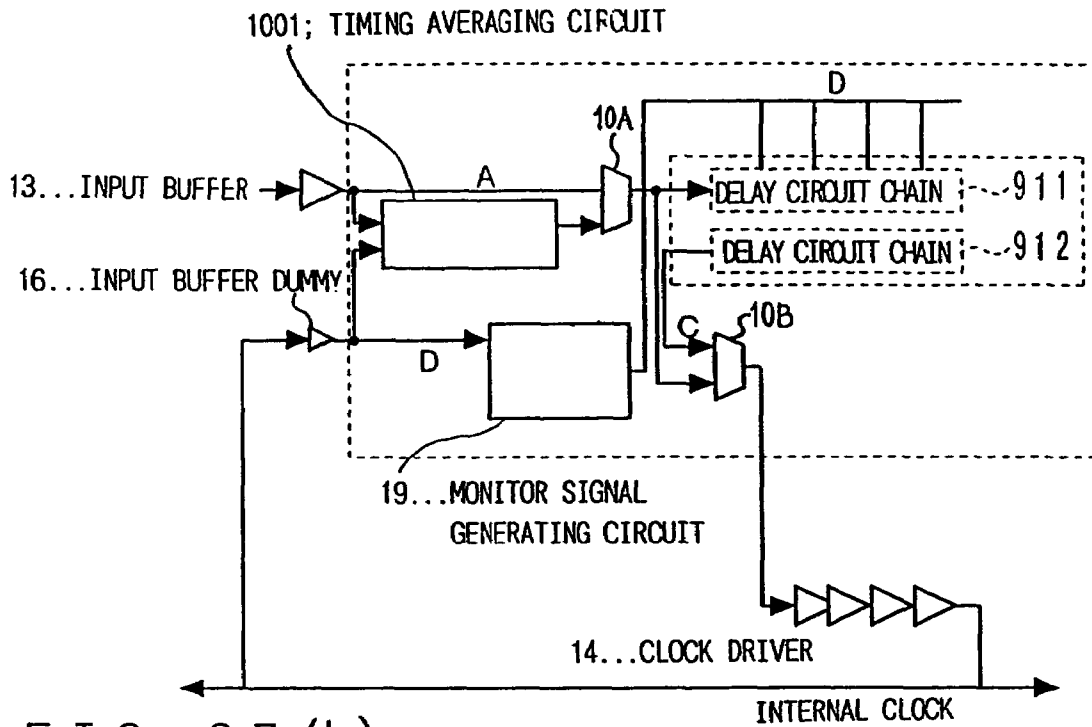 1001; TIMING AVERAGING CIRCUIT
D
10A
13...INPUT BUFFER
A
DELAY CIRCUIT CHAIN
911
DELAY CIRCUIT CHAIN
912
16...INPUT BUFFER DUMMY
10B
C
D
19...MONITOR SIGNAL
GENERATING CIRCUIT
14...CLOCK DRIVER
INTERNAL CLOCK